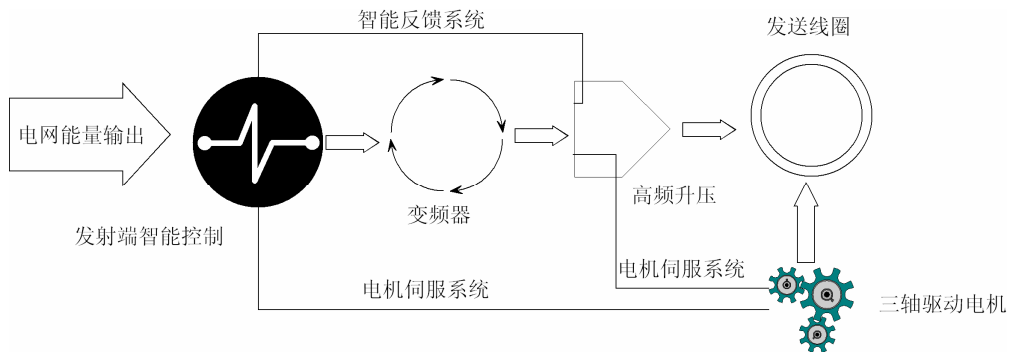 智能反馈系统
发送线圈
电网能量输出
变频器
高频升压
发射端智能控制
电机伺服系统
电机伺服系统
三轴驱动电机